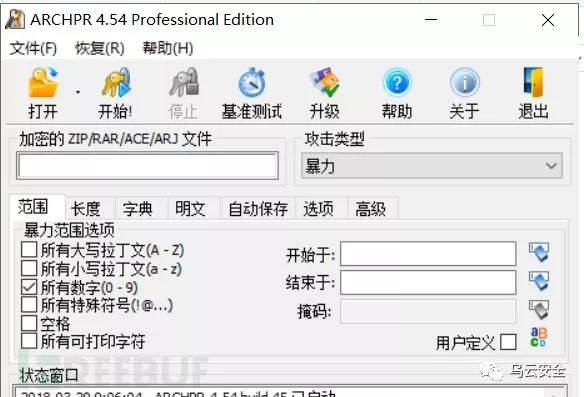 ARCHPR 4.54 Professional Edition
文件(F) 恢复(R) 帮助(H)
打开 开始! 停止 基准测试 升级 帮助 关于 退出
加密的 ZIP/RAR/ACE/ARJ 文件 攻击类型
暴力
范围 长度 字典 明文 自动保存 选项 高级
暴力范围选项
所有大写拉丁文(A - Z) 开始于:
所有小写拉丁文(a - z)
所有数字(0 - 9) 结束于:
所有特殊符号(!@...) 掩码:
空格
所有可打印字符 用户定义
REEBUF
状态窗口 乌云安全
2018-03-20 9:06:04 - ARCHPR 4.54 build 45 已启动